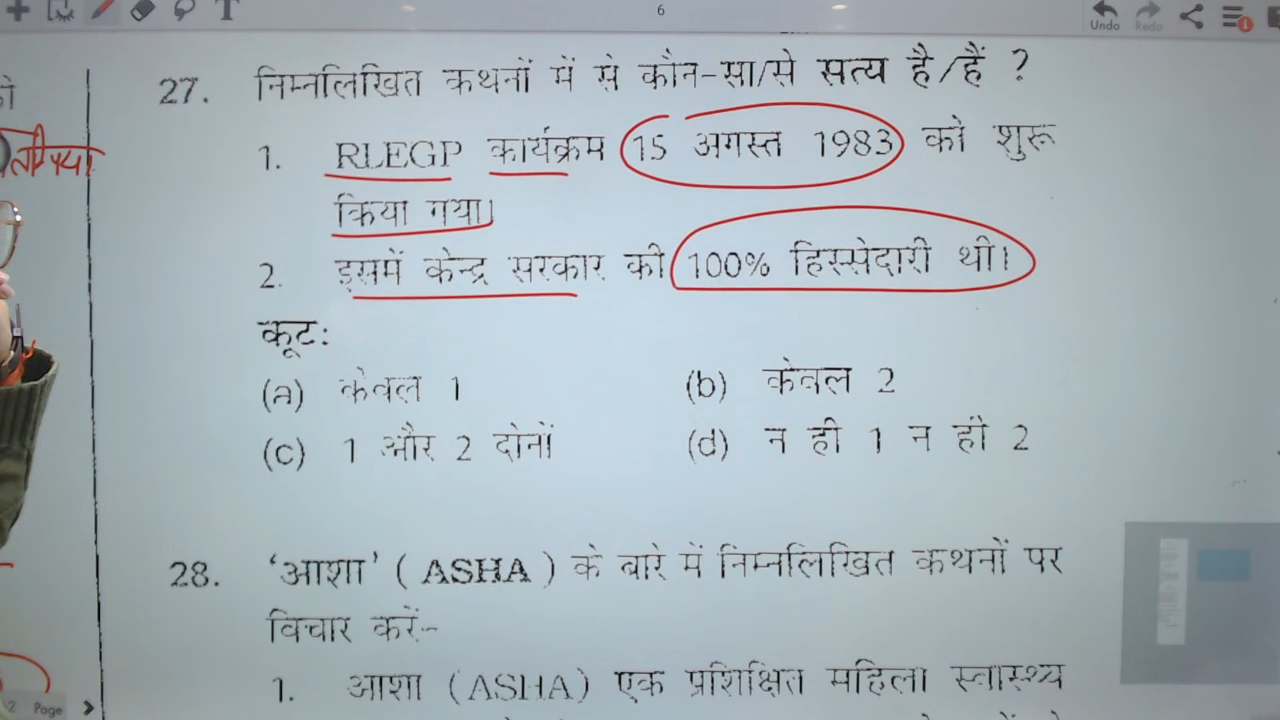 6
Undo Redo
27. निम्नलिखित कथनों में से कौन-सा/से सत्य है/हैं ?
1. RLEGP कार्यक्रम 15 अगस्त 1983 को शुरू
किया गया।
2. इसमें केन्द्र सरकार की 100% हिस्सेदारी थी।
कूट:
(a) केवल 1 (b) केवल 2
(c) 1 और 2 दोनों (d) न ही 1 न ही 2
28. 'आशा' ( ASHA ) के बारे में निम्नलिखित कथनों पर
विचार करें:-
1. आशा (ASHA) एक प्रशिक्षित महिला स्वास्थ्य
Page